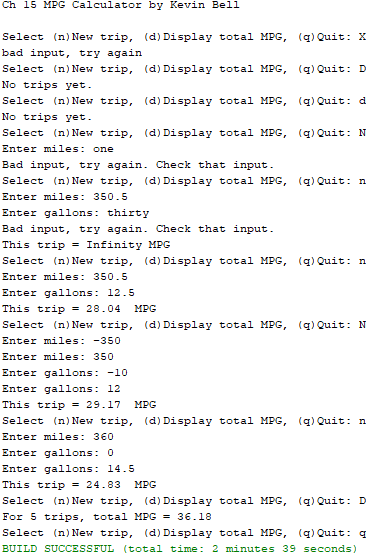 Ch 15 MPG Calculator by Kevin Bell
Select (n)New trip, (d)Display total MPG, (q)Quit: X
bad input, try again
Select (n)New trip, (d)Display total MPG, (q)Quit: D
No trips yet.
Select (n)New trip, (d)Display total MPG, (q)Quit: d
No trips yet.
Select (n)New trip, (d)Display total MPG, (q)Quit: N
Enter miles: one
Bad input, try again. Check that input.
Select (n)New trip, (d)Display total MPG, (q)Quit: n
Enter miles: 350.5
Enter gallons: thirty
Bad input, try again. Check that input.
This trip = Infinity MPG
Select (n)New trip, (d)Display total MPG, (q)Quit: n
Enter miles: 350.5
Enter gallons: 12.5
This trip = 28.04  MPG
Select (n)New trip, (d)Display total MPG, (q)Quit: N
Enter miles: -350
Enter miles: 350
Enter gallons: -10
Enter gallons: 12
This trip = 29.17  MPG
Select (n)New trip, (d)Display total MPG, (q)Quit: n
Enter miles: 360
Enter gallons: 0
Enter gallons: 14.5
This trip = 24.83  MPG
Select (n)New trip, (d)Display total MPG, (q)Quit: D
For 5 trips, total MPG = 36.18
Select (n)New trip, (d)Display total MPG, (q)Quit: q
BUILD SUCCESSFUL (total time: 2 minutes 39 seconds)